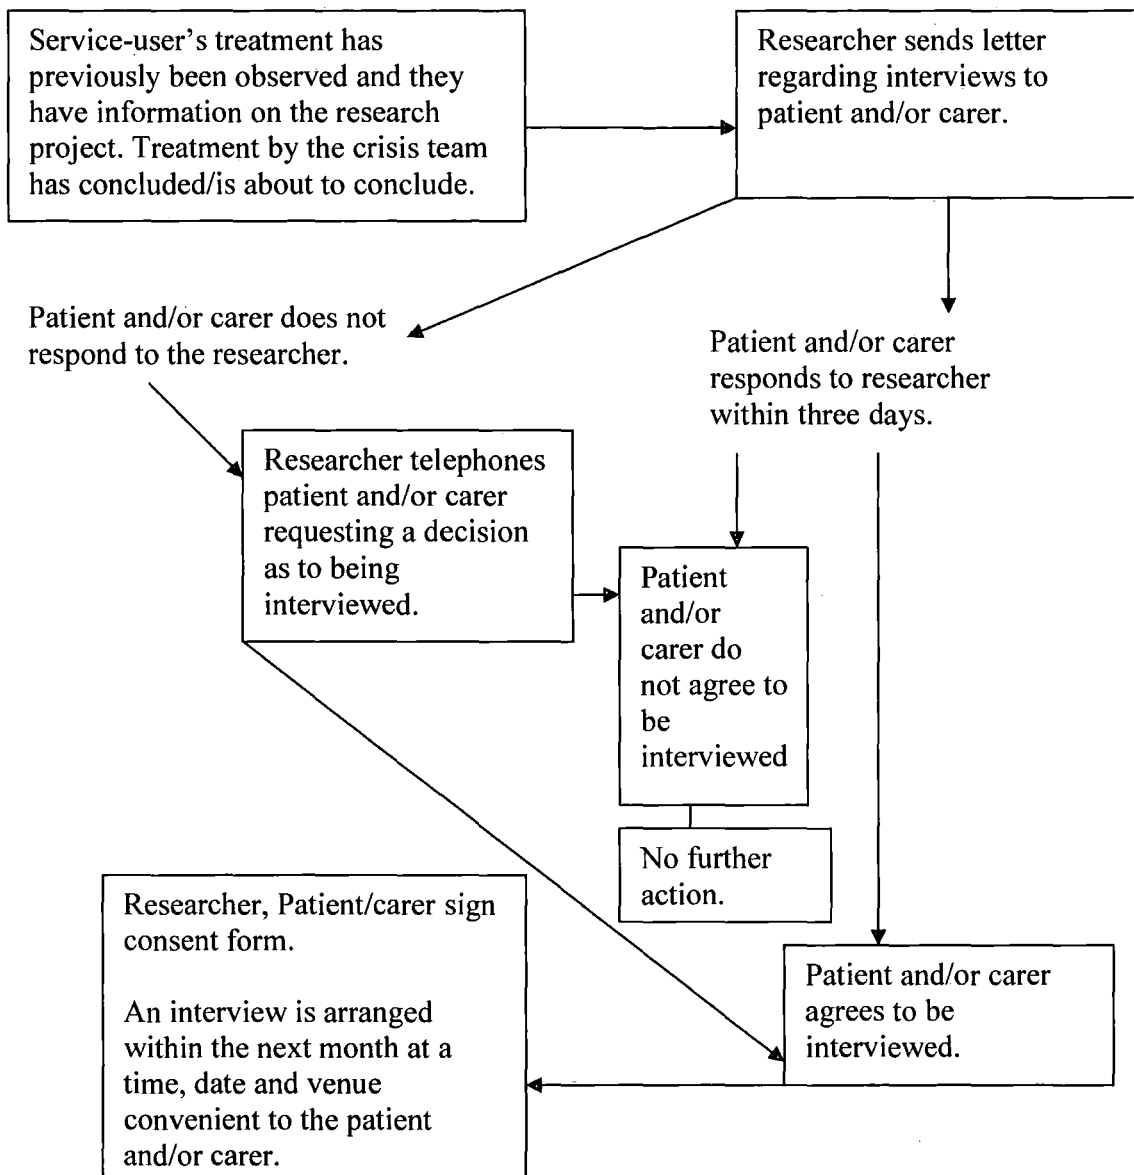 Service-user's treatment has
previously been observed and they
have information on the research
project. Treatment by the crisis team
has concluded/is about to conclude.
Researcher sends letter
regarding interviews to
patient and/or carer.
Patient and/or carer does not
respond to the researcher.
Patient and/or carer
responds to researcher
within three days.
Researcher telephones
patient and/or carer
requesting a decision
as to being
interviewed.
Patient
and/or
carer do
not agree to
be
interviewed
No further
action.
Patient and/or carer
agrees to be
interviewed.
Researcher, Patient/carer sign
consent form.
An interview is arranged
within the next month at a
time, date and venue
convenient to the patient
and/or carer.